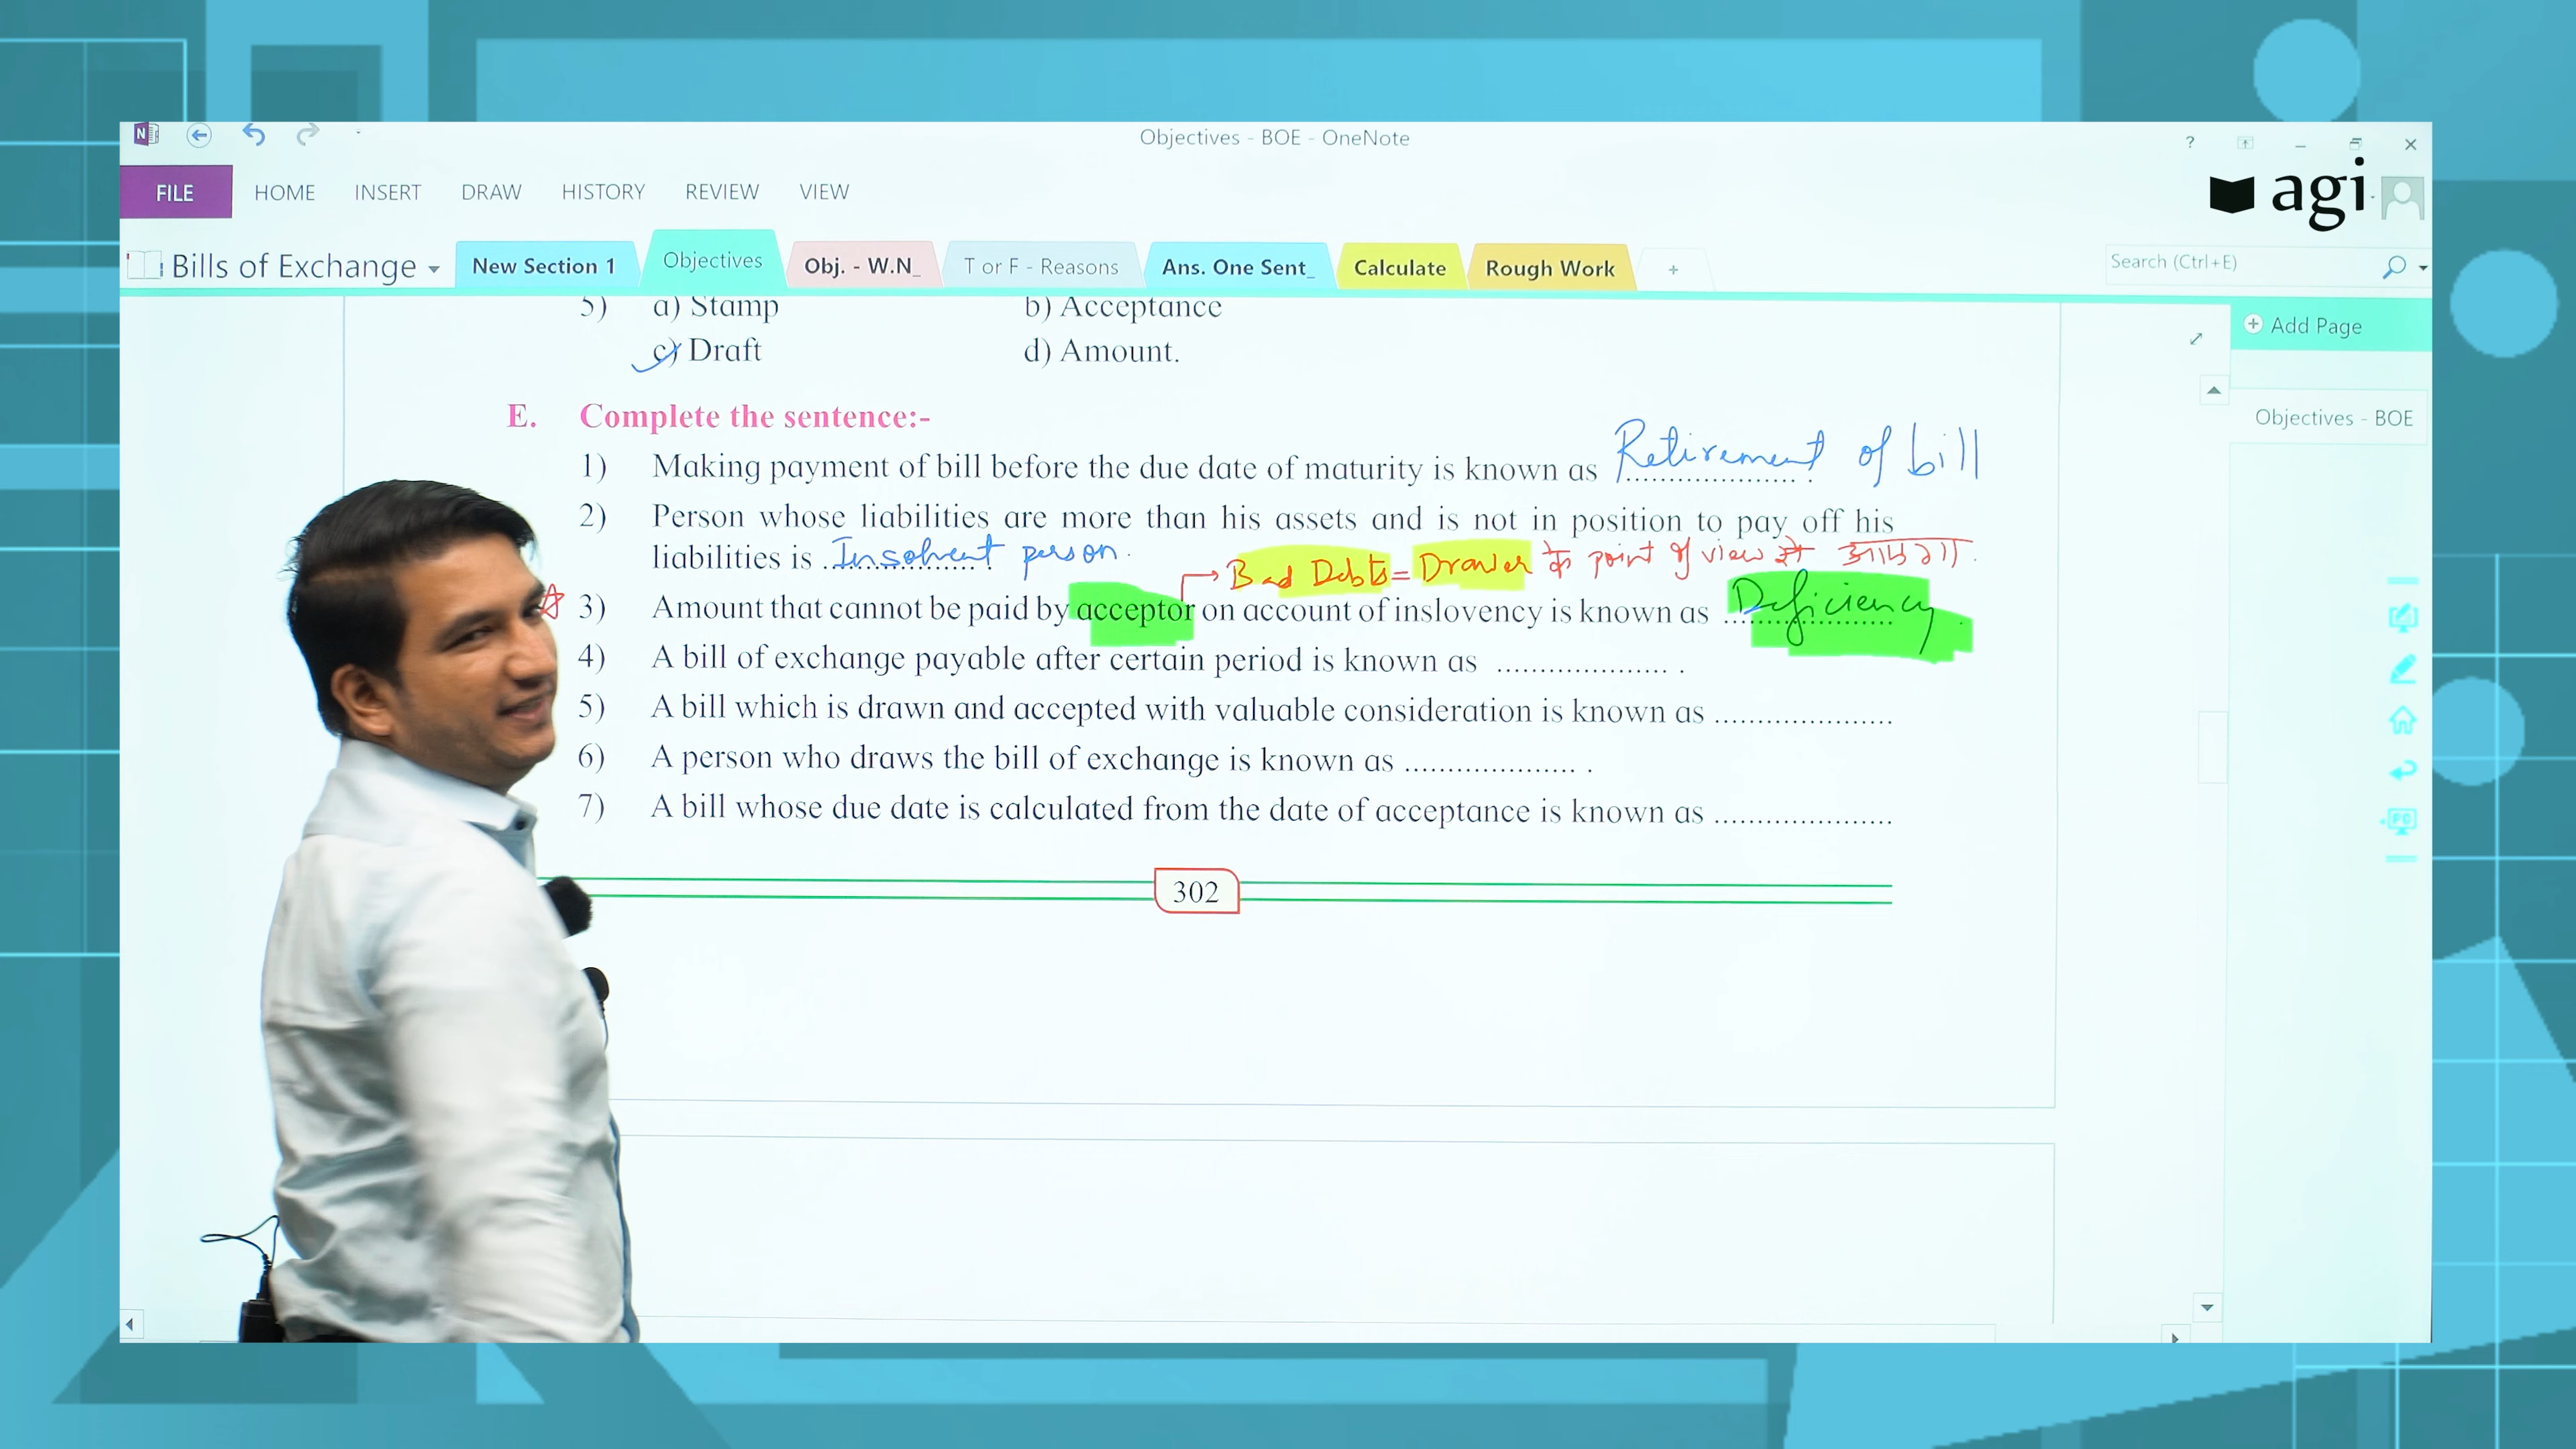 Objectives - BOE - OneNote
?
FILE HOME INSERT DRAW HISTORY REVIEW VIEW
agi
Bills of Exchange
New Section 1 Objectives Obj. - W.N_ T or F - Reasons Ans. One Sent_ Calculate Rough Work +
Search (Ctrl+E)
Add Page
Objectives - BOE
5) a) Stamp b) Acceptance
c) Draft d) Amount.
E. Complete the sentence:-
1) Making payment of bill before the due date of maturity is known as Retirement of bill
2) Person whose liabilities are more than his assets and is not in position to pay off his
liabilities is Insolvent person.
Bad Debts = Drawer के point of view से
3) Amount that cannot be paid by acceptor on account of inslovency is known as Deficiency
4) A bill of exchange payable after certain period is known as .................... .
5) A bill which is drawn and accepted with valuable consideration is known as .....................
6) A person who draws the bill of exchange is known as .................... .
7) A bill whose due date is calculated from the date of acceptance is known as .....................
302